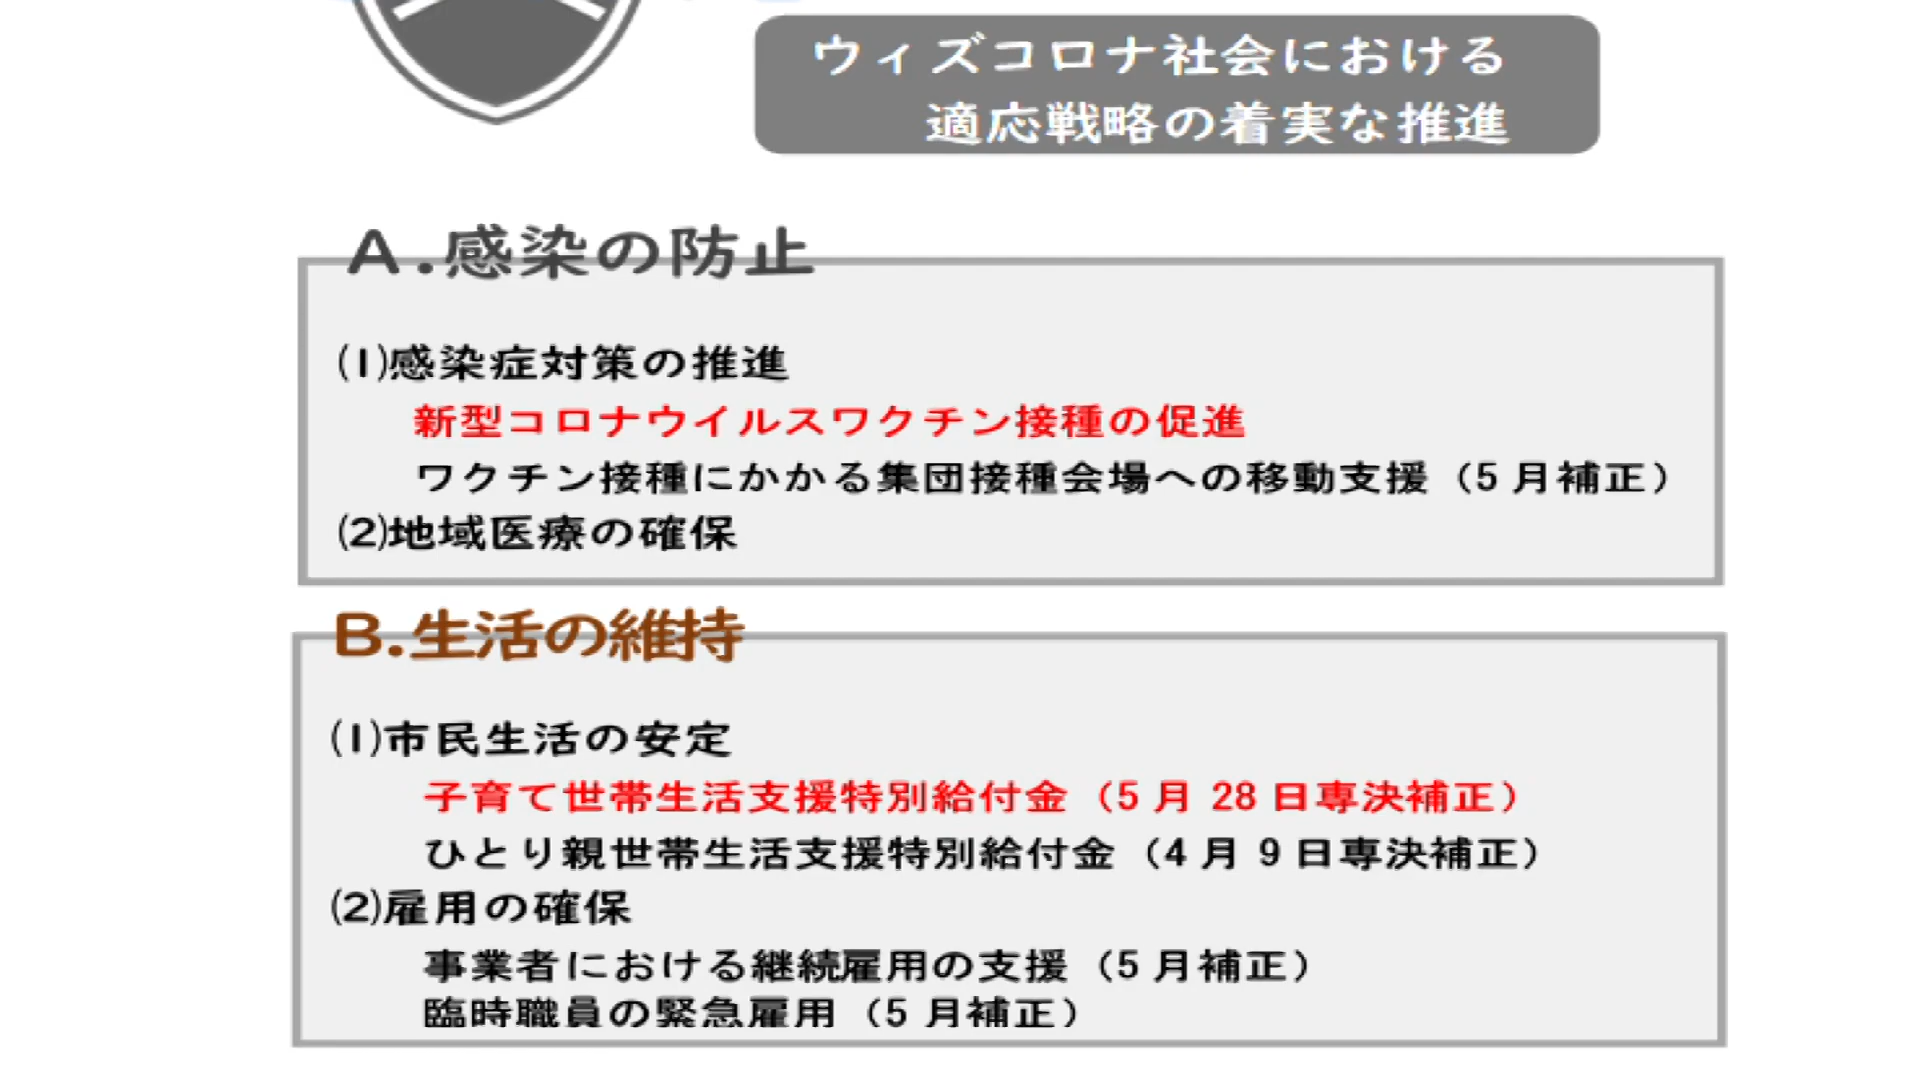 ウィズコロナ社会における
適応戦略の着実な推進
A.感染の防止
⑴感染症対策の推進
新型コロナウイルスワクチン接種の促進
ワクチン接種にかかる集団接種会場への移動支援（5月補正）
⑵地域医療の確保
B.生活の維持
⑴市民生活の安定
子育て世帯生活支援特別給付金（5月28日専決補正）
ひとり親世帯生活支援特別給付金（4月9日専決補正）
⑵雇用の確保
事業者における継続雇用の支援（5月補正）
臨時職員の緊急雇用（5月補正）